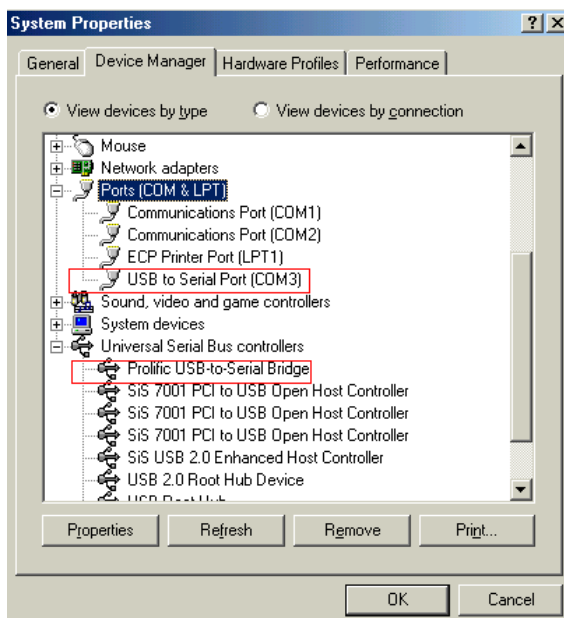 System Properties
General Device Manager Hardware Profiles Performance
View devices by type View devices by connection
Mouse
Network adapters
Ports (COM & LPT)
Communications Port (COM1)
Communications Port (COM2)
ECP Printer Port (LPT1)
USB to Serial Port (COM3)
Sound, video and game controllers
System devices
Universal Serial Bus controllers
Prolific USB-to-Serial Bridge
SiS 7001 PCI to USB Open Host Controller
SiS 7001 PCI to USB Open Host Controller
SiS 7001 PCI to USB Open Host Controller
SiS USB 2.0 Enhanced Host Controller
USB 2.0 Root Hub Device
USB Root Hub
Properties Refresh Remove Print...
OK Cancel